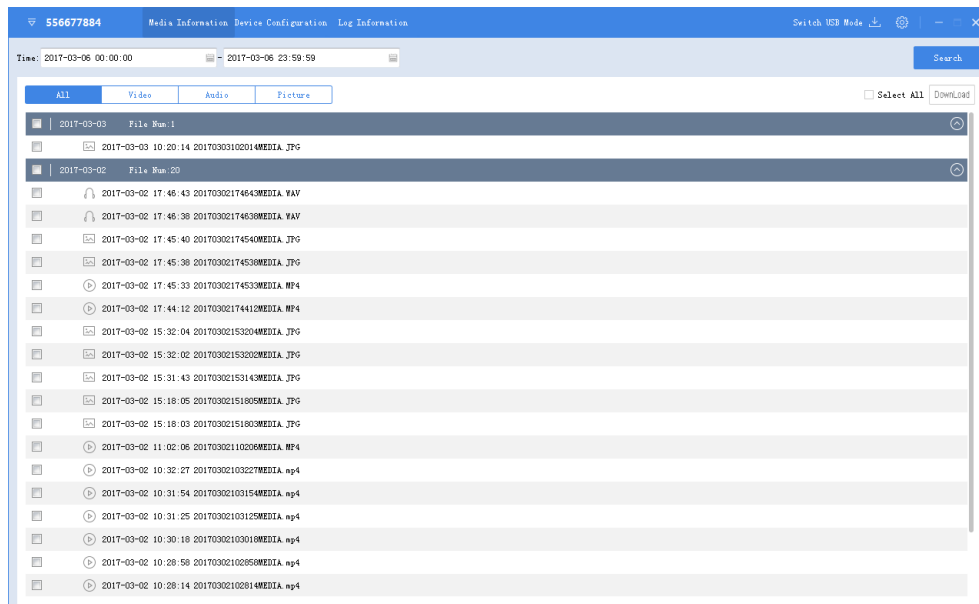 556677884 Media Information Device Configuration Log Information Switch USB Mode
Time: 2017-03-06 00:00:00 - 2017-03-06 23:59:59 Search
All Video Audio Picture Select All DownLoad
2017-03-03 File Num:1
2017-03-03 10:20:14 20170303102014MEDIA.JPG
2017-03-02 File Num:20
2017-03-02 17:46:43 20170302174643MEDIA.WAV
2017-03-02 17:46:38 20170302174638MEDIA.WAV
2017-03-02 17:45:40 20170302174540MEDIA.JPG
2017-03-02 17:45:38 20170302174538MEDIA.JPG
2017-03-02 17:45:33 20170302174533MEDIA.MP4
2017-03-02 17:44:12 20170302174412MEDIA.MP4
2017-03-02 15:32:04 20170302153204MEDIA.JPG
2017-03-02 15:32:02 20170302153202MEDIA.JPG
2017-03-02 15:31:43 20170302153143MEDIA.JPG
2017-03-02 15:18:05 20170302151805MEDIA.JPG
2017-03-02 15:18:03 20170302151803MEDIA.JPG
2017-03-02 11:02:06 20170302110206MEDIA.MP4
2017-03-02 10:32:27 20170302103227MEDIA.mp4
2017-03-02 10:31:54 20170302103154MEDIA.mp4
2017-03-02 10:31:25 20170302103125MEDIA.mp4
2017-03-02 10:30:18 20170302103018MEDIA.mp4
2017-03-02 10:28:58 20170302102858MEDIA.mp4
2017-03-02 10:28:14 20170302102814MEDIA.mp4